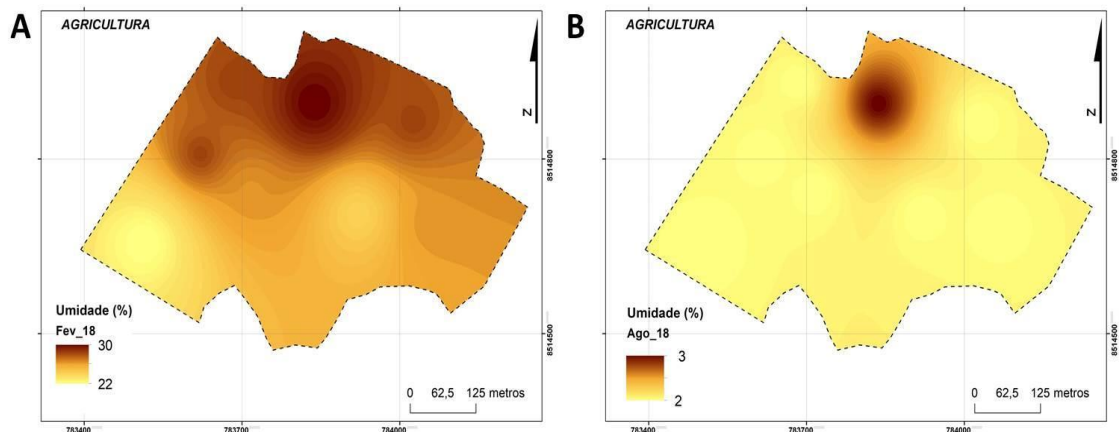 A
AGRICULTURA
N
8514800
8514500
Umidade (%)
Fev_18
30
22
0 62,5 125 metros
783400 783700 784000
B
AGRICULTURA
N
8514800
8514500
Umidade (%)
Ago_18
3
2
0 62,5 125 metros
783400 783700 784000